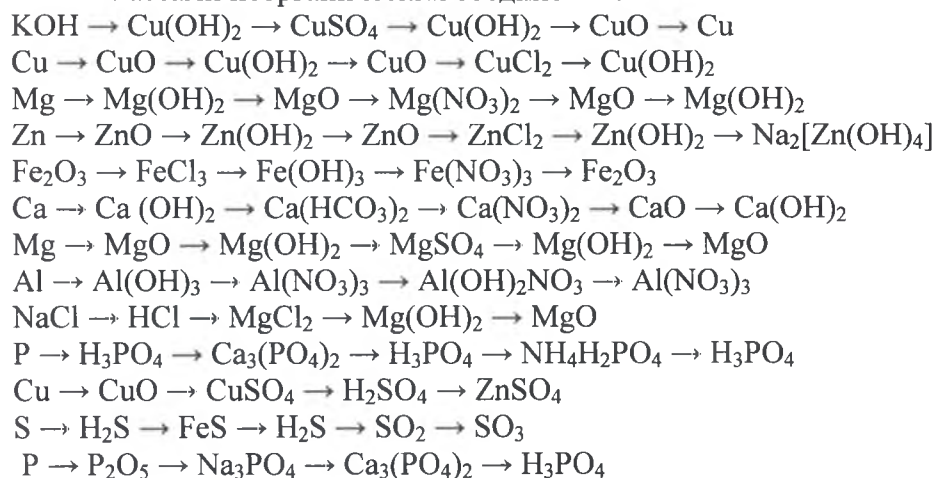 KOH → Cu(OH)₂ → CuSO₄ → Cu(OH)₂ → CuO → Cu
Cu → CuO → Cu(OH)₂ → CuO → CuCl₂ → Cu(OH)₂
Mg → Mg(OH)₂ → MgO → Mg(NO₃)₂ → MgO → Mg(OH)₂
Zn → ZnO → Zn(OH)₂ → ZnO → ZnCl₂ → Zn(OH)₂ → Na₂[Zn(OH)₄]
Fe₂O₃ → FeCl₃ → Fe(OH)₃ → Fe(NO₃)₃ → Fe₂O₃
Ca → Ca (OH)₂ → Ca(HCO₃)₂ → Ca(NO₃)₂ → CaO → Ca(OH)₂
Mg → MgO → Mg(OH)₂ → MgSO₄ → Mg(OH)₂ → MgO
Al → Al(OH)₃ → Al(NO₃)₃ → Al(OH)₂NO₃ → Al(NO₃)₃
NaCl → HCl → MgCl₂ → Mg(OH)₂ → MgO
P → H₃PO₄ → Ca₃(PO₄)₂ → H₃PO₄ → NH₄H₂PO₄ → H₃PO₄
Cu → CuO → CuSO₄ → H₂SO₄ → ZnSO₄
S → H₂S → FeS → H₂S → SO₂ → SO₃
P → P₂O₅ → Na₃PO₄ → Ca₃(PO₄)₂ → H₃PO₄